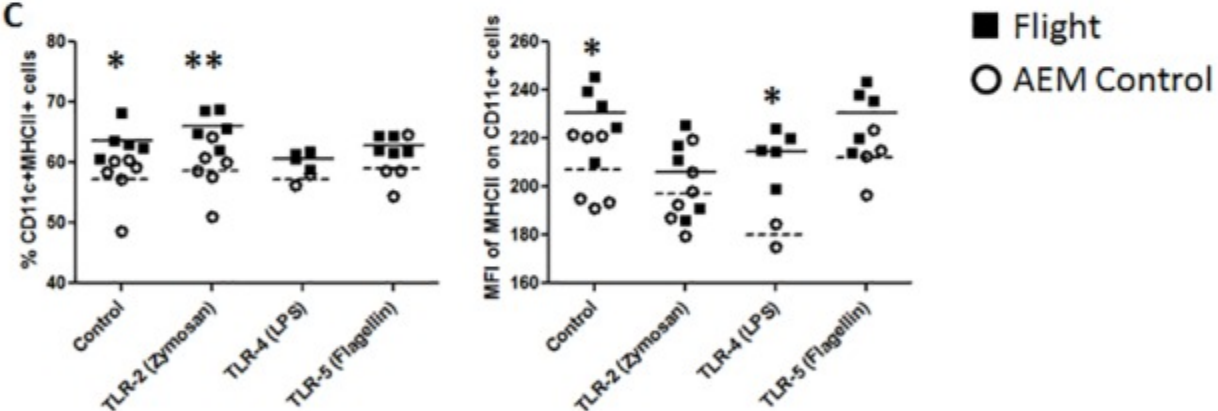 C
Flight
AEM Control
% CD11c+MHCII+ cells
80
70
60
50
40
*
**
Control
TLR-2 (Zymosan)
TLR-4 (LPS)
TLR-5 (Flagellin)
MFI of MHCII on CD11c+ cells
260
240
220
200
180
160
*
*
Control
TLR-2 (Zymosan)
TLR-4 (LPS)
TLR-5 (Flagellin)